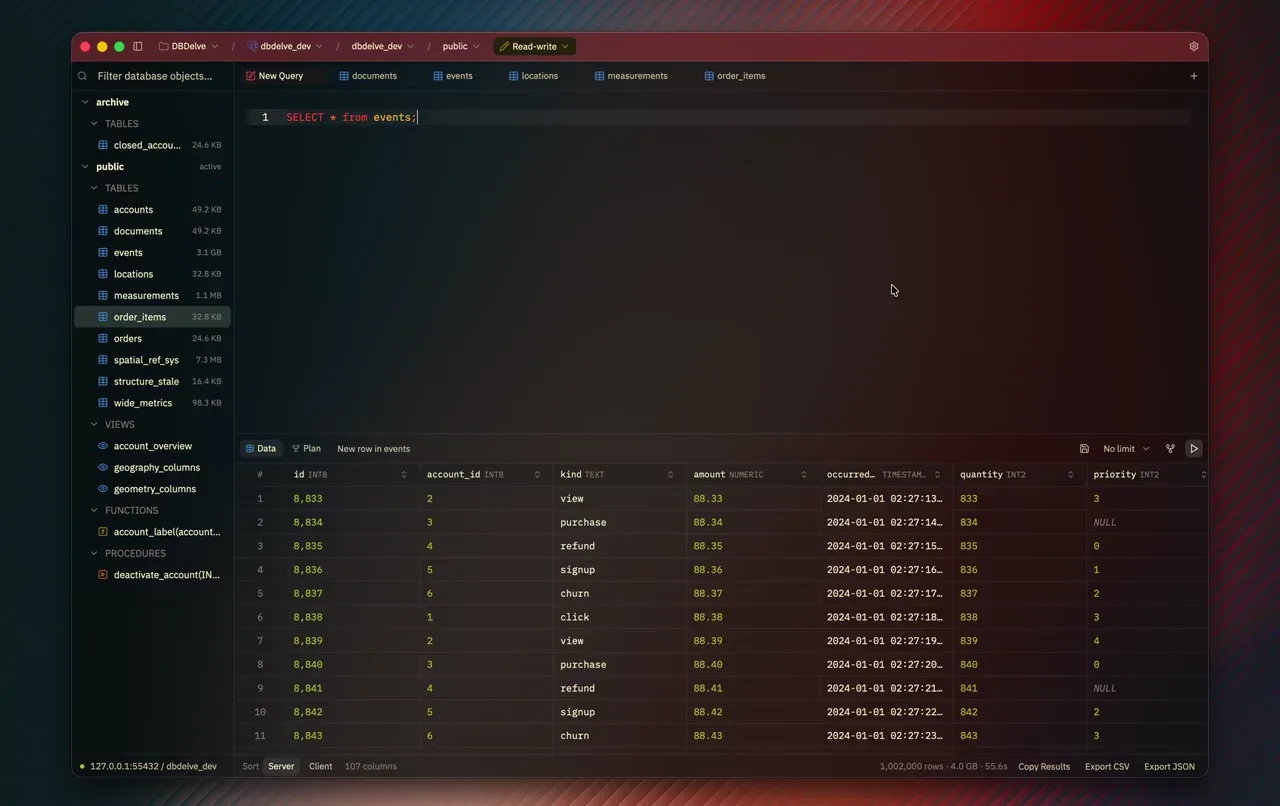 DBDelve / dbdelve_dev / dbdelve_dev / public Read-write
Filter database objects...
New Query documents events locations measurements order_items +
archive
TABLES
closed_accou... 24.6 KB
public active
TABLES
accounts 49.2 KB
documents 49.2 KB
events 3.1 GB
locations 32.8 KB
measurements 1.1 MB
order_items 32.8 KB
orders 24.6 KB
spatial_ref_sys 7.3 MB
structure_stale 16.4 KB
wide_metrics 98.3 KB
VIEWS
account_overview
geography_columns
geometry_columns
FUNCTIONS
account_label(account...
PROCEDURES
deactivate_account(IN...
1 SELECT * from events;
Data Plan New row in events No limit
# id INT8 account_id INT8 kind TEXT amount NUMERIC occurred... TIMESTAM... quantity INT2 priority INT2
1 8,833 2 view 88.33 2024-01-01 02:27:13... 833 3
2 8,834 3 purchase 88.34 2024-01-01 02:27:14... 834 NULL
3 8,835 4 refund 88.35 2024-01-01 02:27:15... 835 0
4 8,836 5 signup 88.36 2024-01-01 02:27:16... 836 1
5 8,837 6 churn 88.37 2024-01-01 02:27:17... 837 2
6 8,838 1 click 88.38 2024-01-01 02:27:18... 838 3
7 8,839 2 view 88.39 2024-01-01 02:27:19... 839 4
8 8,840 3 purchase 88.40 2024-01-01 02:27:20... 840 0
9 8,841 4 refund 88.41 2024-01-01 02:27:21... 841 NULL
10 8,842 5 signup 88.42 2024-01-01 02:27:22... 842 2
11 8,843 6 churn 88.43 2024-01-01 02:27:23... 843 3
127.0.0.1:55432 / dbdelve_dev Sort Server Client 107 columns 1,002,000 rows · 4.0 GB · 55.6s Copy Results Export CSV Export JSON